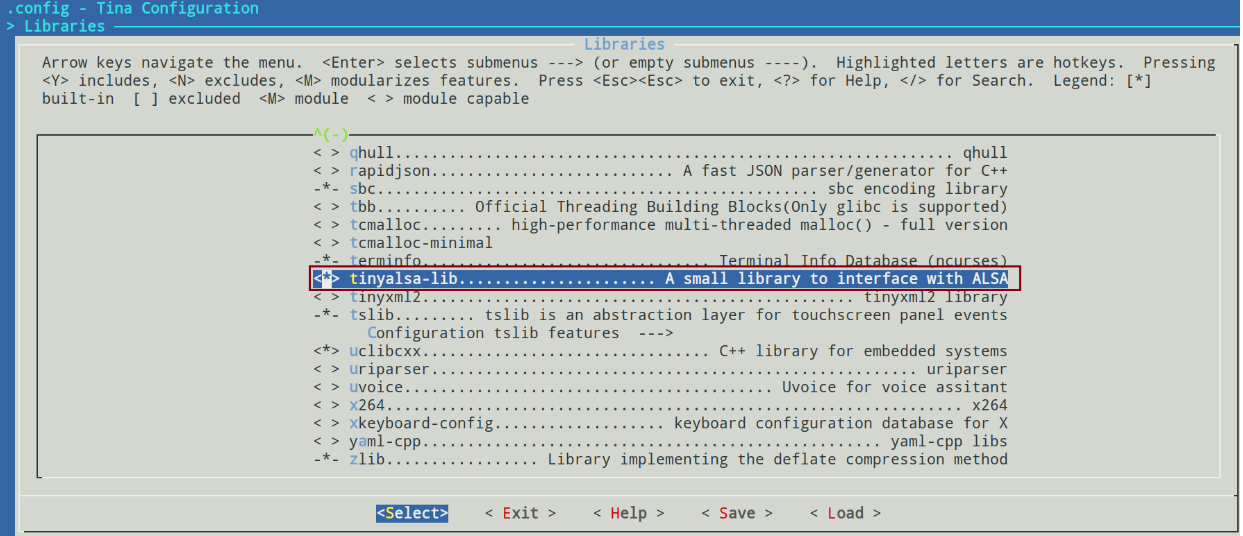 .config - Tina Configuration
> Libraries
Libraries
Arrow keys navigate the menu.  <Enter> selects submenus ---> (or empty submenus ----).  Highlighted letters are hotkeys.  Pressing
<Y> includes, <N> excludes, <M> modularizes features.  Press <Esc><Esc> to exit, <?> for Help, </> for Search.  Legend: [*]
built-in  [ ] excluded  <M> module  < > module capable
^(-)
< > qhull.............................................................. qhull
< > rapidjson........................... A fast JSON parser/generator for C++
-*- sbc................................................. sbc encoding library
< > tbb.......... Official Threading Building Blocks(Only glibc is supported)
< > tcmalloc......... high-performance multi-threaded malloc() - full version
< > tcmalloc-minimal
-*- terminfo................................ Terminal Info Database (ncurses)
<*> tinyalsa-lib...................... A small library to interface with ALSA
< > tinyxml2................................................ tinyxml2 library
-*- tslib......... tslib is an abstraction layer for touchscreen panel events
Configuration tslib features  --->
<*> uclibcxx................................ C++ library for embedded systems
< > uriparser...................................................... uriparser
< > uvoice......................................... Uvoice for voice assitant
< > x264................................................................ x264
< > xkeyboard-config................... keyboard configuration database for X
< > yaml-cpp................................................... yaml-cpp libs
-*- zlib................. Library implementing the deflate compression method
<Select>    < Exit >    < Help >    < Save >    < Load >